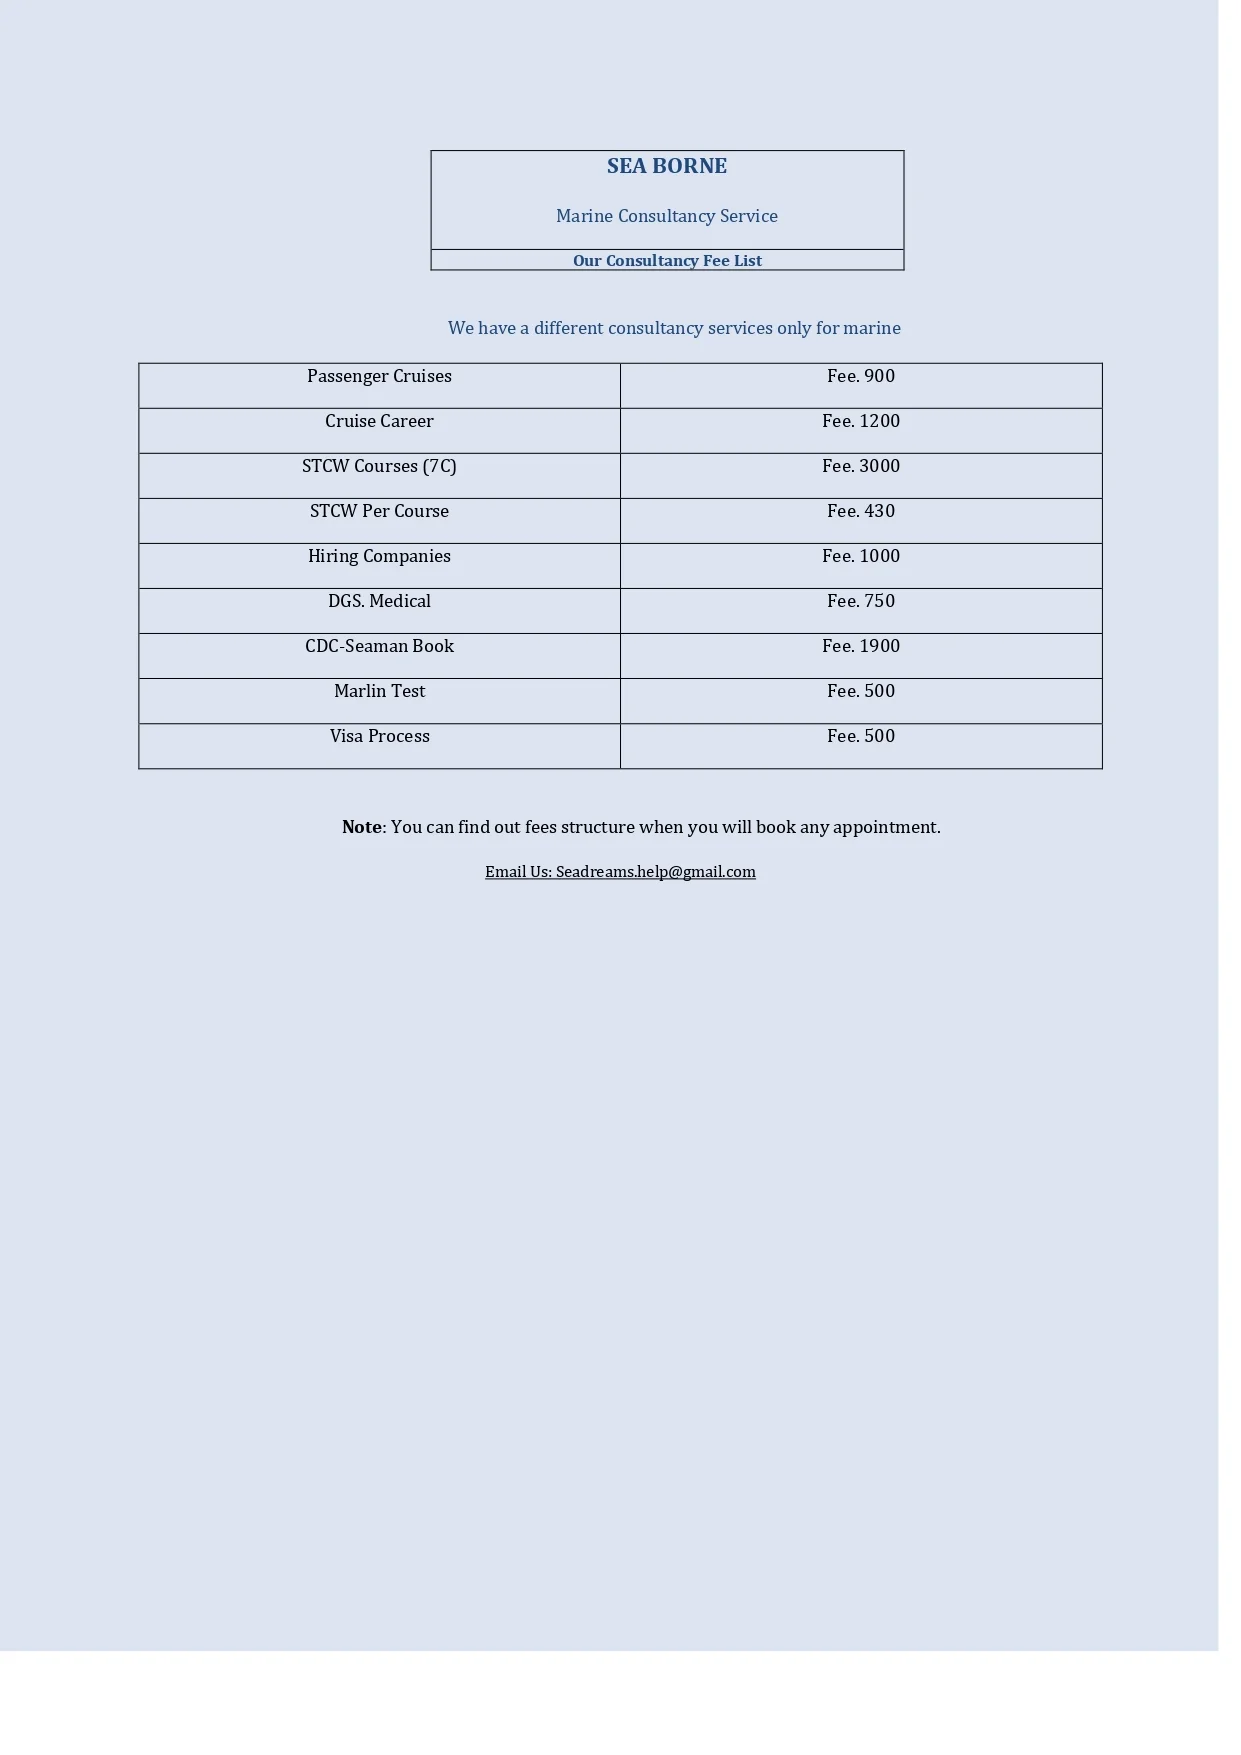 SEA BORNE
Marine Consultancy Service
Our Consultancy Fee List
We have a different consultancy services only for marine
Passenger Cruises Fee. 900
Cruise Career Fee. 1200
STCW Courses (7C) Fee. 3000
STCW Per Course Fee. 430
Hiring Companies Fee. 1000
DGS. Medical Fee. 750
CDC-Seaman Book Fee. 1900
Marlin Test Fee. 500
Visa Process Fee. 500
Note: You can find out fees structure when you will book any appointment.
Email Us: Seadreams.help@gmail.com